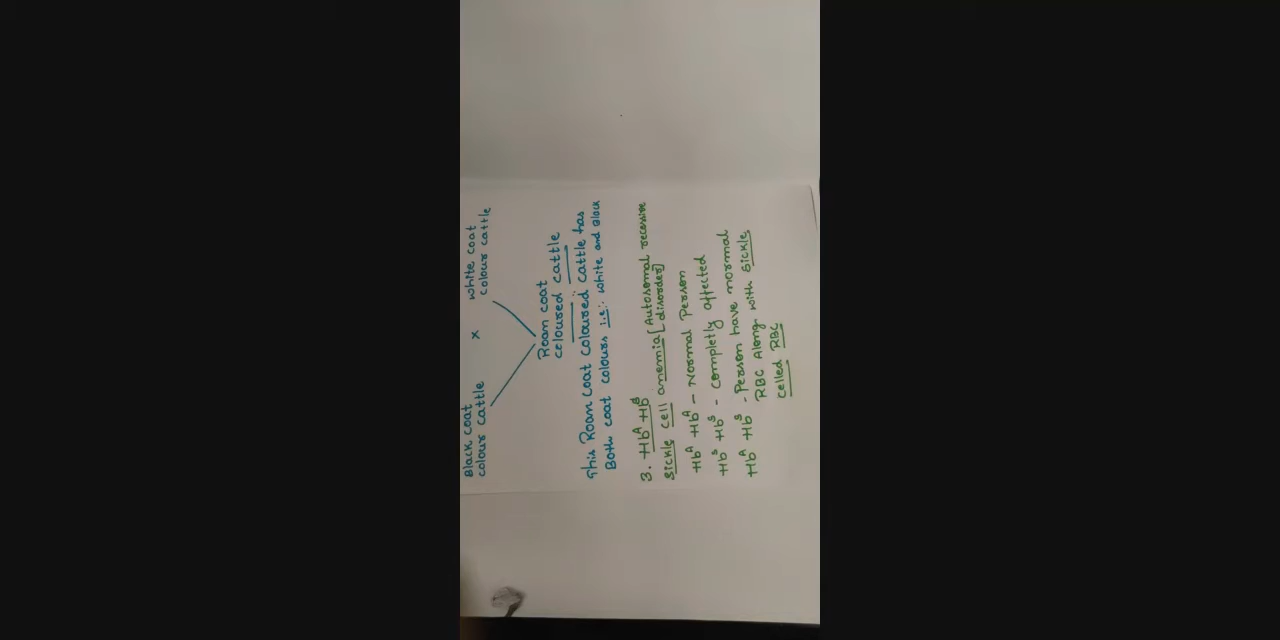 Black coat colour cattle × White coat colour cattle
Roan coat
coloured cattle
This Roan coat coloured cattle has
Both coat colours i.e:- white and Black
3. Hbᴬ Hbˢ
Sickle cell anemia [Autosomal recessive disorder]
Hbᴬ Hbᴬ - Normal Person
Hbˢ Hbˢ - completely affected
Hbᴬ Hbˢ - Person have normal
RBC Along with sickle
celled RBC